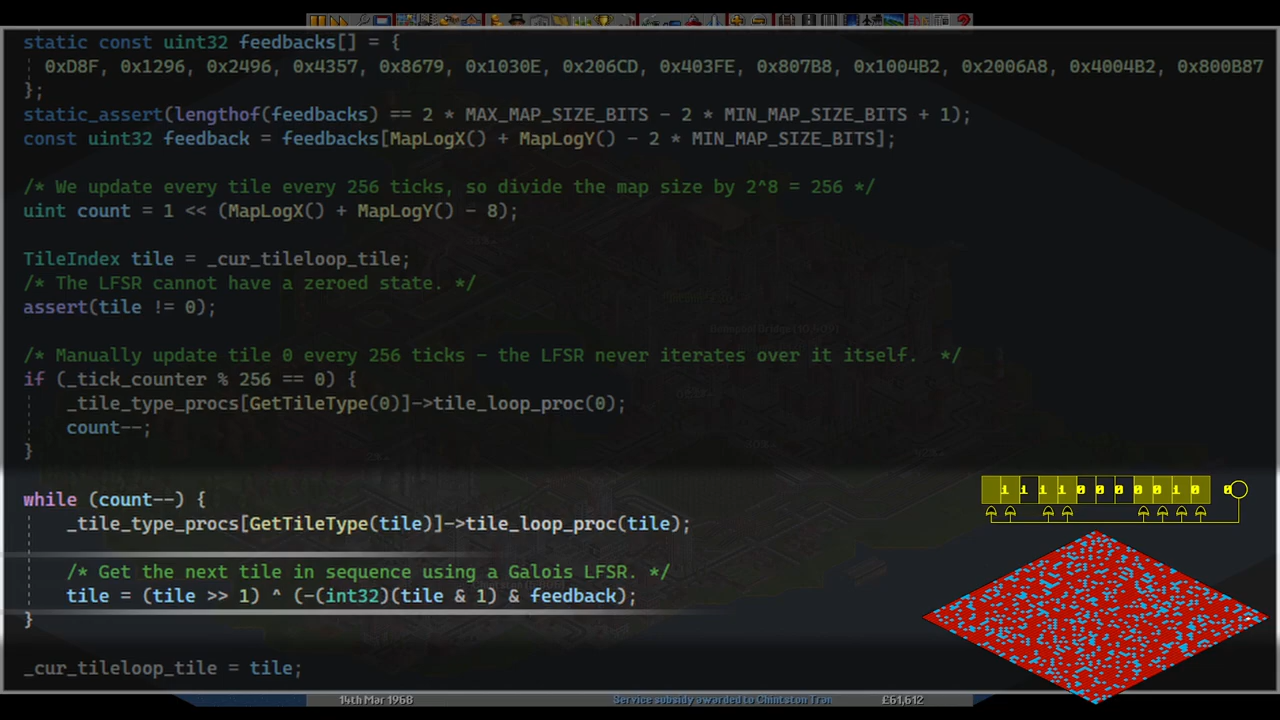 static const uint32 feedbacks[] = {
0xD8F, 0x1296, 0x2496, 0x4357, 0x8679, 0x1030E, 0x206CD, 0x403FE, 0x807B8, 0x1004B2, 0x2006A8, 0x4004B2, 0x800B87
};
static_assert(lengthof(feedbacks) == 2 * MAX_MAP_SIZE_BITS - 2 * MIN_MAP_SIZE_BITS + 1);
const uint32 feedback = feedbacks[MapLogX() + MapLogY() - 2 * MIN_MAP_SIZE_BITS];
/* We update every tile every 256 ticks, so divide the map size by 2^8 = 256 */
uint count = 1 << (MapLogX() + MapLogY() - 8);
TileIndex tile = _cur_tileloop_tile;
/* The LFSR cannot have a zeroed state. */
assert(tile != 0);
/* Manually update tile 0 every 256 ticks - the LFSR never iterates over it itself.  */
if (_tick_counter % 256 == 0) {
_tile_type_procs[GetTileType(0)]->tile_loop_proc(0);
count--;
}
while (count--) {
_tile_type_procs[GetTileType(tile)]->tile_loop_proc(tile);
/* Get the next tile in sequence using a Galois LFSR. */
tile = (tile >> 1) ^ (-(int32)(tile & 1) & feedback);
}
_cur_tileloop_tile = tile;
1 1 1 1 0 0 0 0 0 1 0 0
14th Mar 1968
Service subsidy awarded to Chintston Tran
£61,612